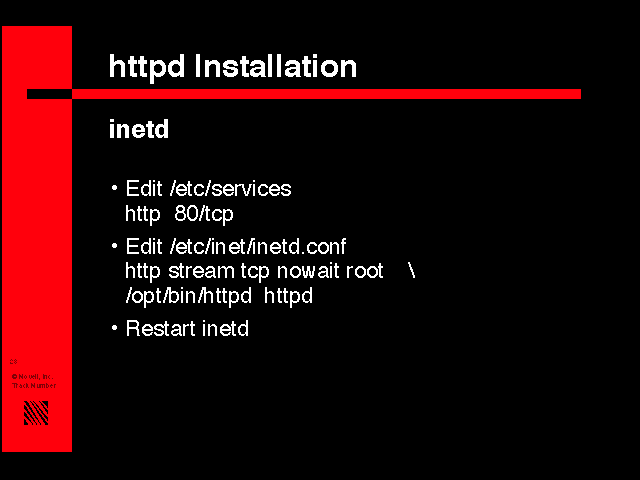 httpd Installation
inetd
• Edit /etc/services
http 80/tcp
• Edit /etc/inet/inetd.conf
http stream tcp nowait root \
/opt/bin/httpd httpd
• Restart inetd
© Novell, Inc.
Track Number